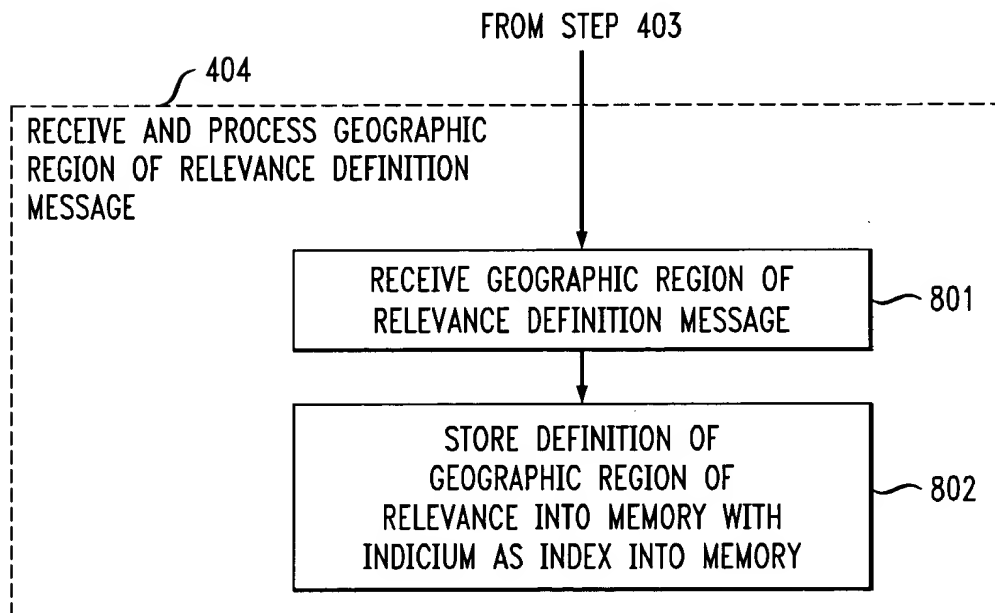 FROM STEP 403
404
RECEIVE AND PROCESS GEOGRAPHIC
REGION OF RELEVANCE DEFINITION
MESSAGE
RECEIVE GEOGRAPHIC REGION OF
RELEVANCE DEFINITION MESSAGE
801
STORE DEFINITION OF
GEOGRAPHIC REGION OF
RELEVANCE INTO MEMORY WITH
INDICIUM AS INDEX INTO MEMORY
802